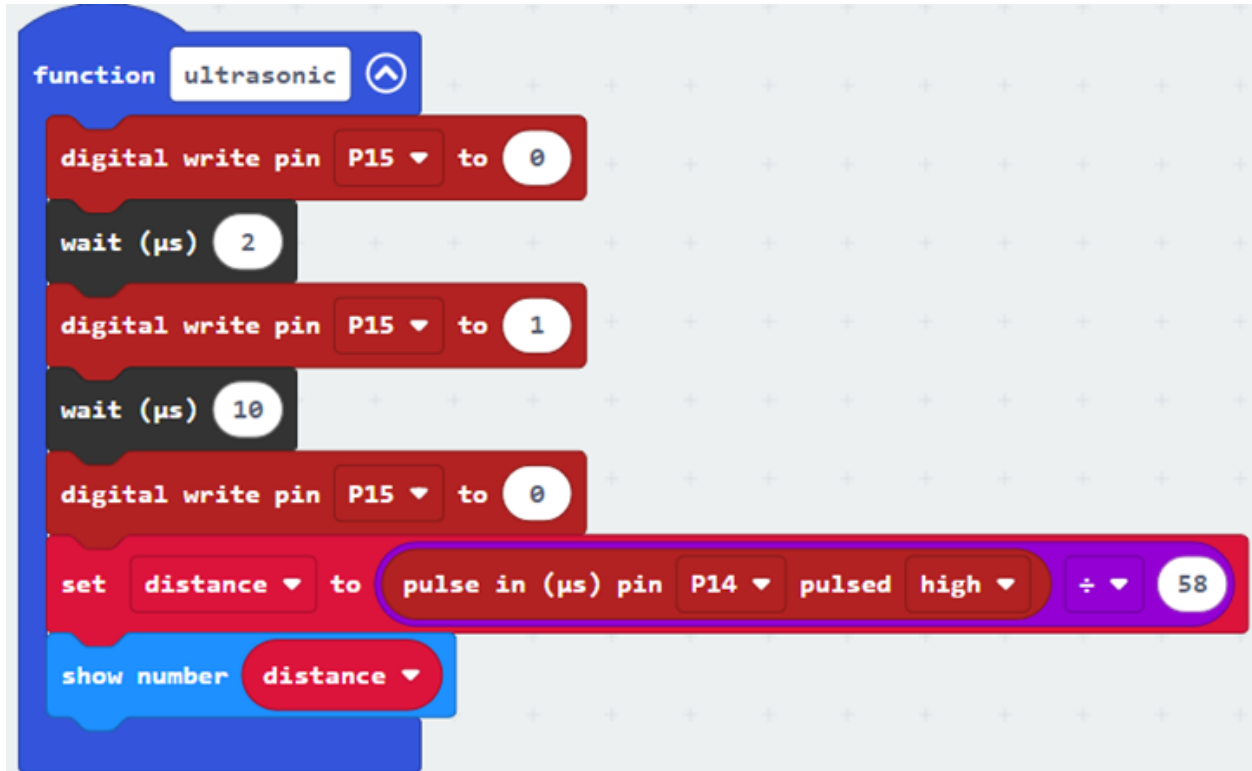 function ultrasonic
digital write pin P15 to 0
wait (µs) 2
digital write pin P15 to 1
wait (µs) 10
digital write pin P15 to 0
set distance to pulse in (µs) pin P14 pulsed high ÷ 58
show number distance